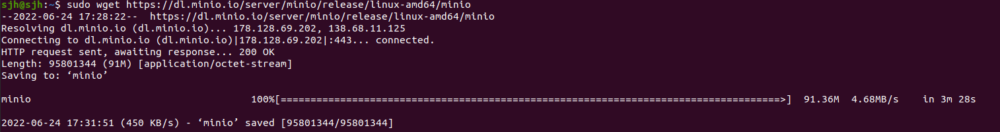 sjh@sjh:~$ sudo wget https://dl.minio.io/server/minio/release/linux-amd64/minio
--2022-06-24 17:28:22--  https://dl.minio.io/server/minio/release/linux-amd64/minio
Resolving dl.minio.io (dl.minio.io)... 178.128.69.202, 138.68.11.125
Connecting to dl.minio.io (dl.minio.io)|178.128.69.202|:443... connected.
HTTP request sent, awaiting response... 200 OK
Length: 95801344 (91M) [application/octet-stream]
Saving to: ‘minio’
minio 100%[====================================================================================>] 91.36M 4.68MB/s in 3m 28s
2022-06-24 17:31:51 (450 KB/s) - ‘minio’ saved [95801344/95801344]